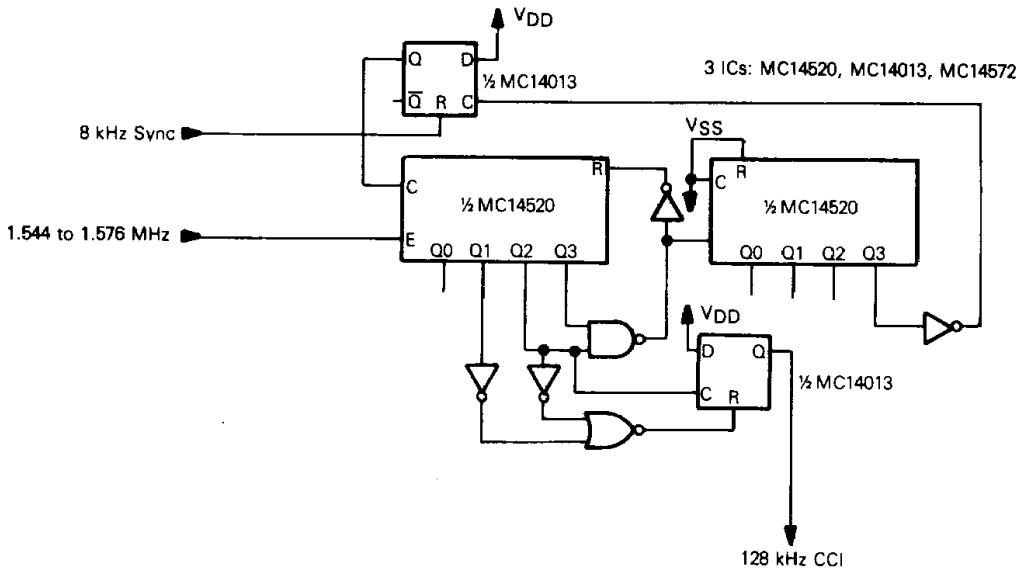 VDD
Q D
½ MC14013
Q̅ R C
3 ICs: MC14520, MC14013, MC14572
8 kHz Sync
VSS
R
R
C
C
½ MC14520
½ MC14520
1.544 to 1.576 MHz
E
Q0 Q1 Q2 Q3
Q0 Q1 Q2 Q3
VDD
D Q
½ MC14013
C R
128 kHz CCI